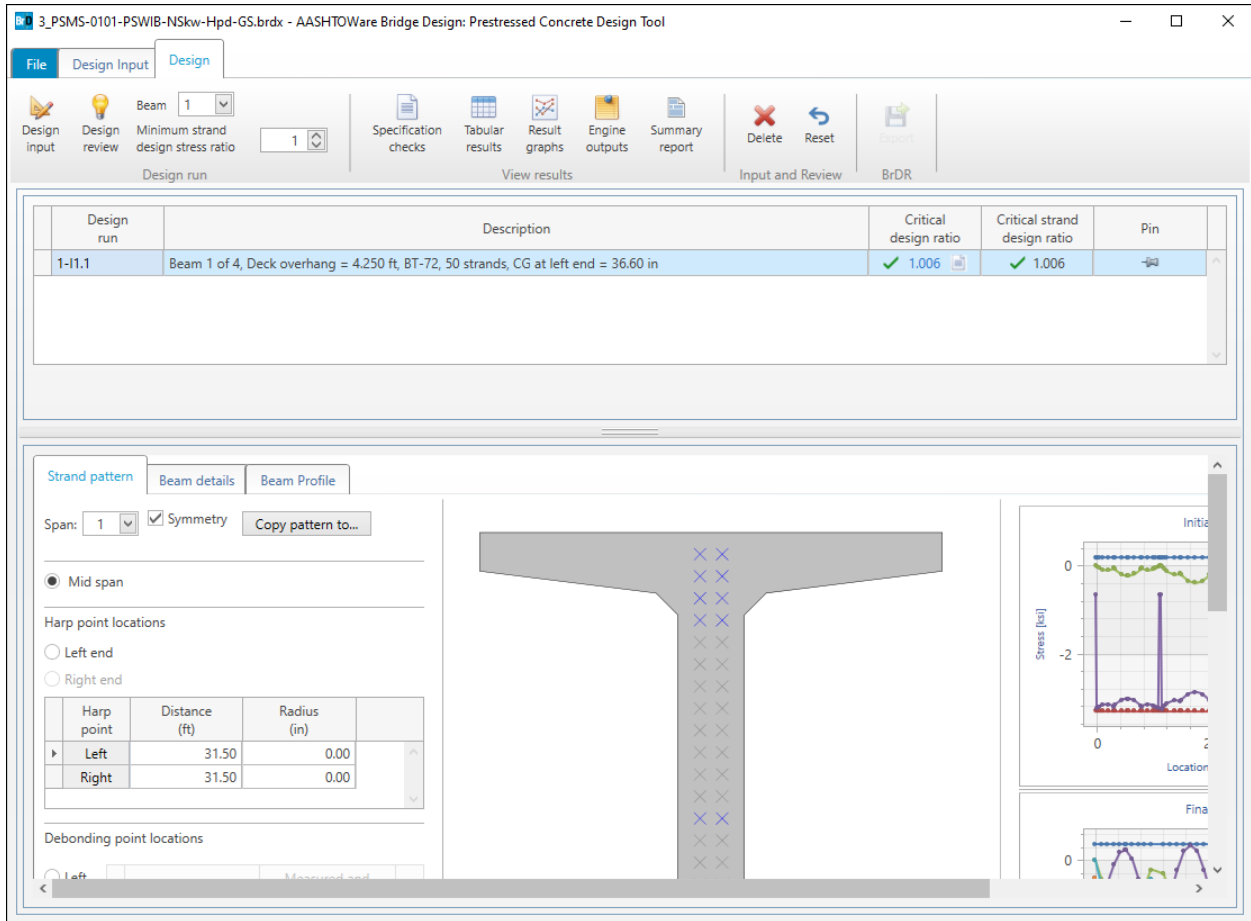 BrD 3_PSMS-0101-PSWIB-NSkw-Hpd-GS.brdx - AASHTOWare Bridge Design: Prestressed Concrete Design Tool
File Design Input Design
Design input
Design review
Beam 1
Minimum strand design stress ratio 1
Design run
Specification checks
Tabular results
Result graphs
Engine outputs
Summary report
View results
Delete
Reset
Input and Review
Export
BrDR
Design run Description Critical design ratio Critical strand design ratio Pin
1-I1.1 Beam 1 of 4, Deck overhang = 4.250 ft, BT-72, 50 strands, CG at left end = 36.60 in 1.006 1.006
Strand pattern Beam details Beam Profile
Span: 1 Symmetry Copy pattern to...
Mid span
Harp point locations
Left end
Right end
Harp point Distance (ft) Radius (in)
Left 31.50 0.00
Right 31.50 0.00
Debonding point locations
Left Measured and
Initia
Stress [ksi]
0
-2
0 2
Location
Fina
0